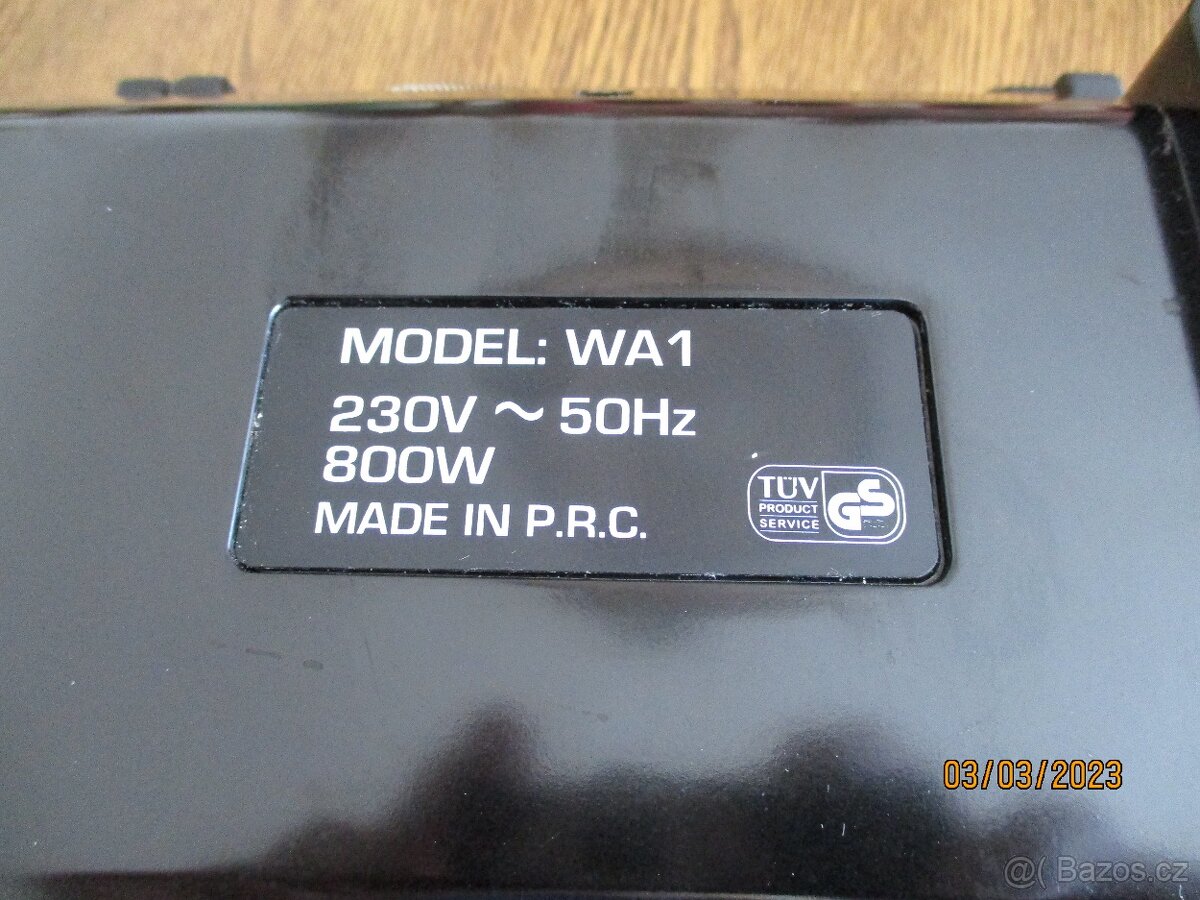 MODEL: WA1
230V ~ 50Hz
800W
MADE IN P.R.C.
TÜV
PRODUCT
SERVICE
GS
03/03/2023
@( Bazos.cz